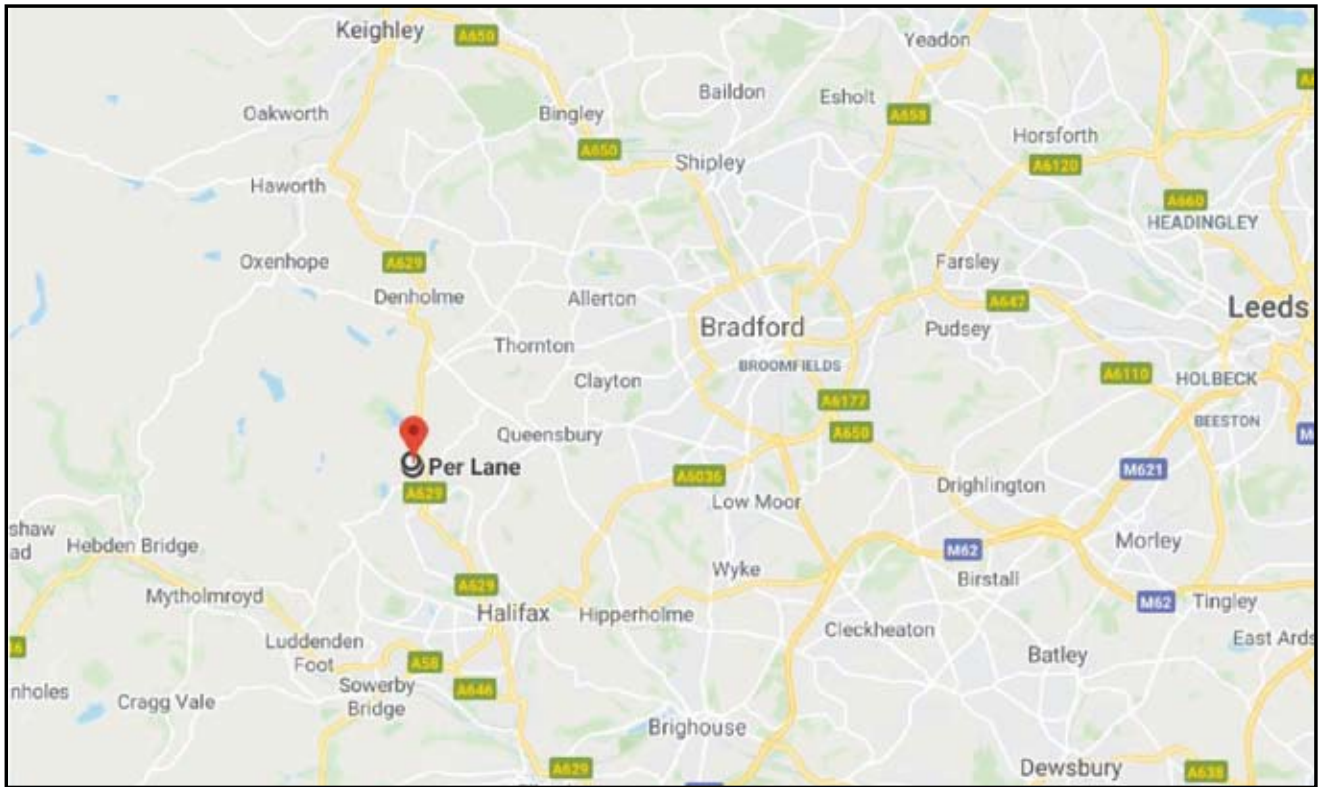 Keighley
A650
Yeadon
Baildon
Esholt
Oakworth
Bingley
A658
Horsforth
A650
Shipley
A6120
Haworth
A660
HEADINGLEY
Oxenhope
A629
Farsley
Denholme
Allerton
A647
Leeds
Bradford
Pudsey
Thornton
BROOMFIELDS
Clayton
A6110
HOLBECK
A6177
BEESTON
Queensbury
A650
Per Lane
M621
A629
A6036
Drighlington
Low Moor
shaw
ad
Hebden Bridge
M62
Morley
Wyke
Birstall
A629
Mytholmroyd
M62
Tingley
Halifax
Hipperholme
Cleckheaton
East Ards
Luddenden
Foot
A58
Batley
nholes
Cragg Vale
Sowerby
Bridge
A646
Brighouse
A629
Dewsbury
A638